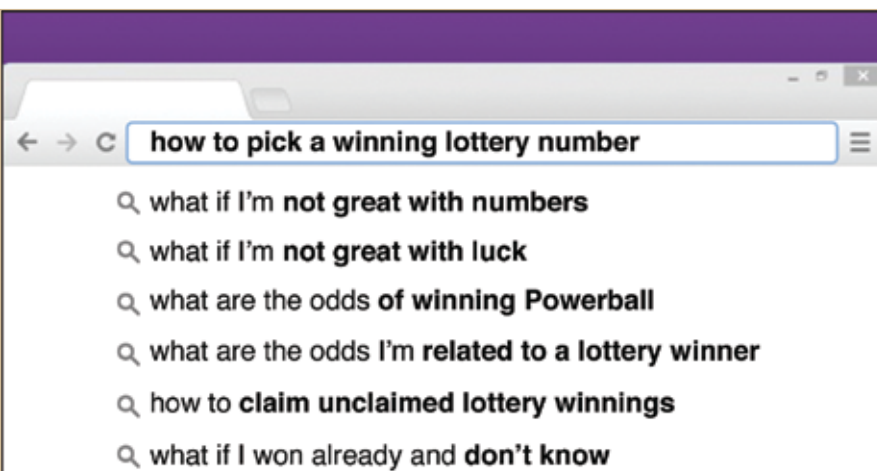 how to pick a winning lottery number
what if I'm not great with numbers
what if I'm not great with luck
what are the odds of winning Powerball
what are the odds I'm related to a lottery winner
how to claim unclaimed lottery winnings
what if I won already and don't know